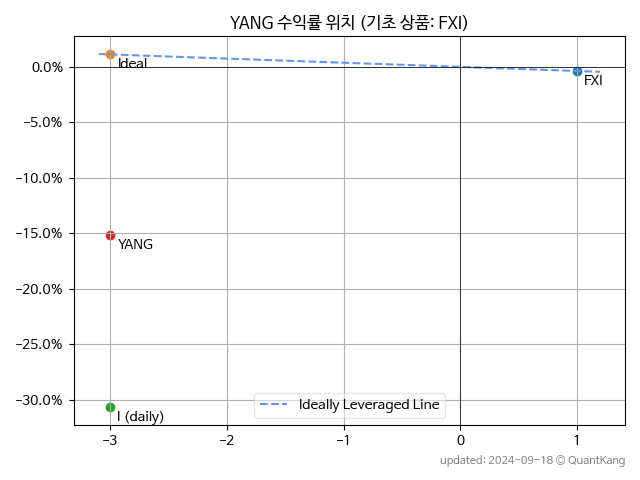 YANG 수익률 위치 (기초 상품: FXI)
0.0%
-5.0%
-10.0%
-15.0%
-20.0%
-25.0%
-30.0%
Ideal
FXI
YANG
I (daily)
Ideally Leveraged Line
-3
-2
-1
0
1
updated: 2024-09-18 © QuantKang